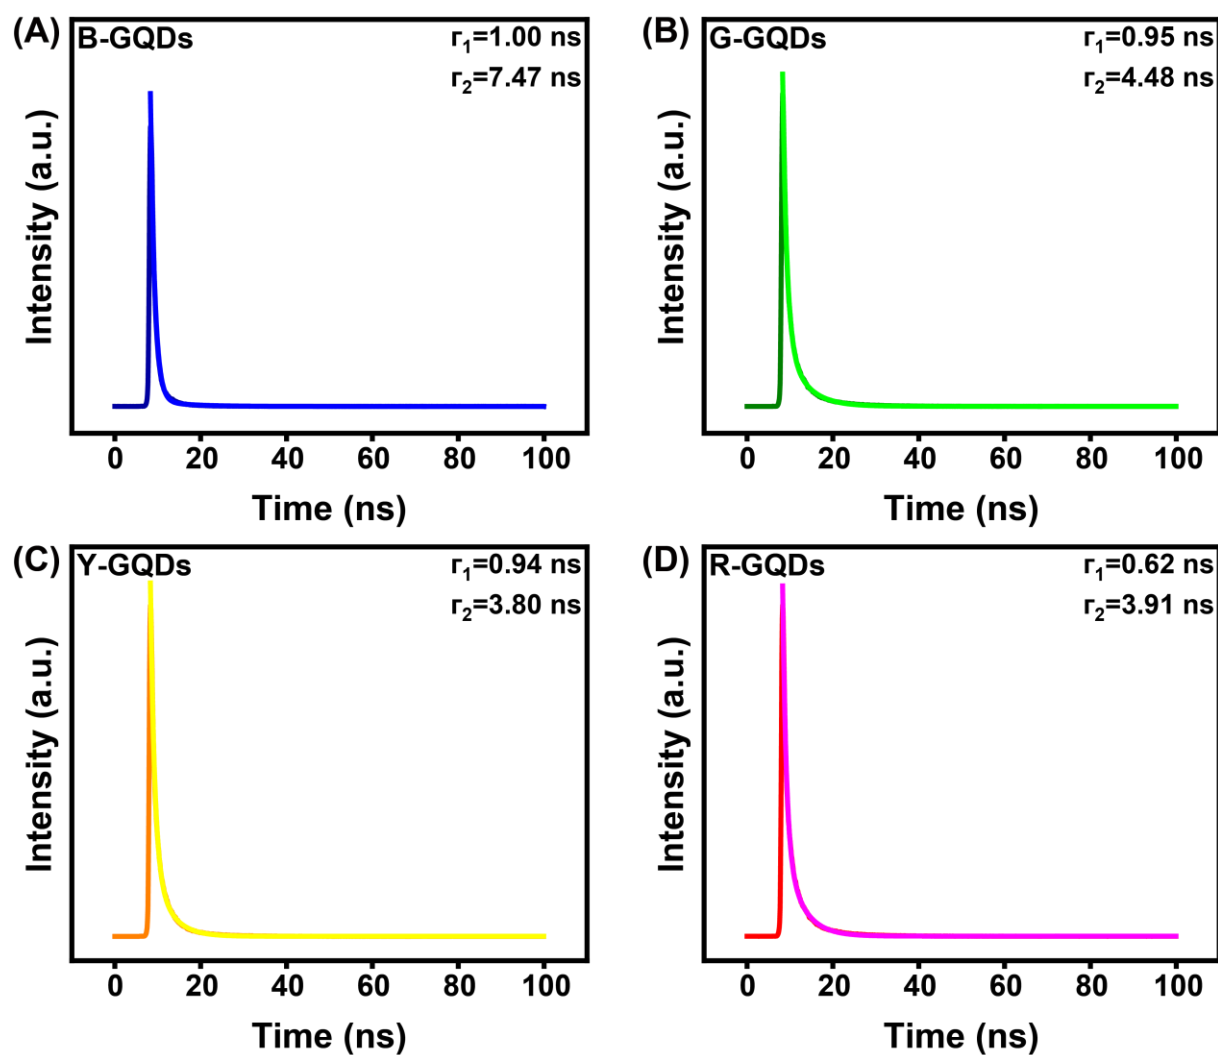 (A)
B-GQDs
r1=1.00 ns
r2=7.47 ns
Intensity (a.u.)
0 20 40 60 80 100
Time (ns)
(B)
G-GQDs
r1=0.95 ns
r2=4.48 ns
Intensity (a.u.)
0 20 40 60 80 100
Time (ns)
(C)
Y-GQDs
r1=0.94 ns
r2=3.80 ns
Intensity (a.u.)
0 20 40 60 80 100
Time (ns)
(D)
R-GQDs
r1=0.62 ns
r2=3.91 ns
Intensity (a.u.)
0 20 40 60 80 100
Time (ns)